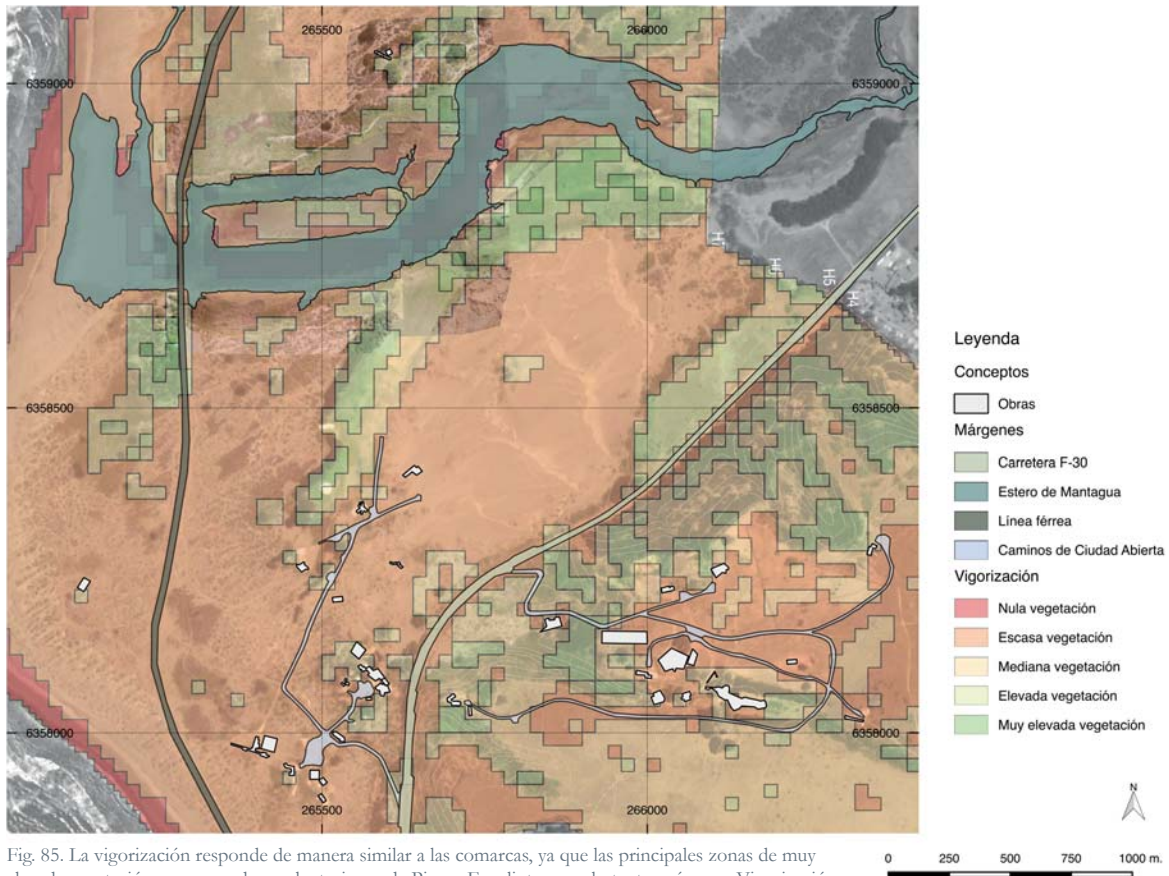 265500
266000
6359000
6359000
H7
H6
H5
H4
6358500
6358500
6358000
6358000
265500
266000
Leyenda
Conceptos
Obras
Márgenes
Carretera F-30
Estero de Mantagua
Línea férrea
Caminos de Ciudad Abierta
Vigorización
Nula vegetación
Escasa vegetación
Mediana vegetación
Elevada vegetación
Muy elevada vegetación
N
0 250 500 750 1000 m.
Fig. 85. La vigorización responde de manera similar a las comarcas, ya que las principales zonas de muy